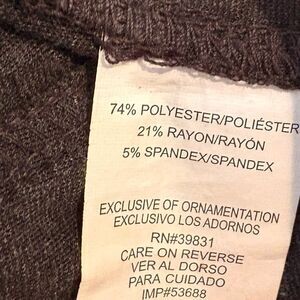 74% POLYESTER/POLIÉSTER
21% RAYON/RAYÓN
5% SPANDEX/SPANDEX
EXCLUSIVE OF ORNAMENTATION
EXCLUSIVO LOS ADORNOS
RN#39831
CARE ON REVERSE
VER AL DORSO
PARA CUIDADO
IMP#53688